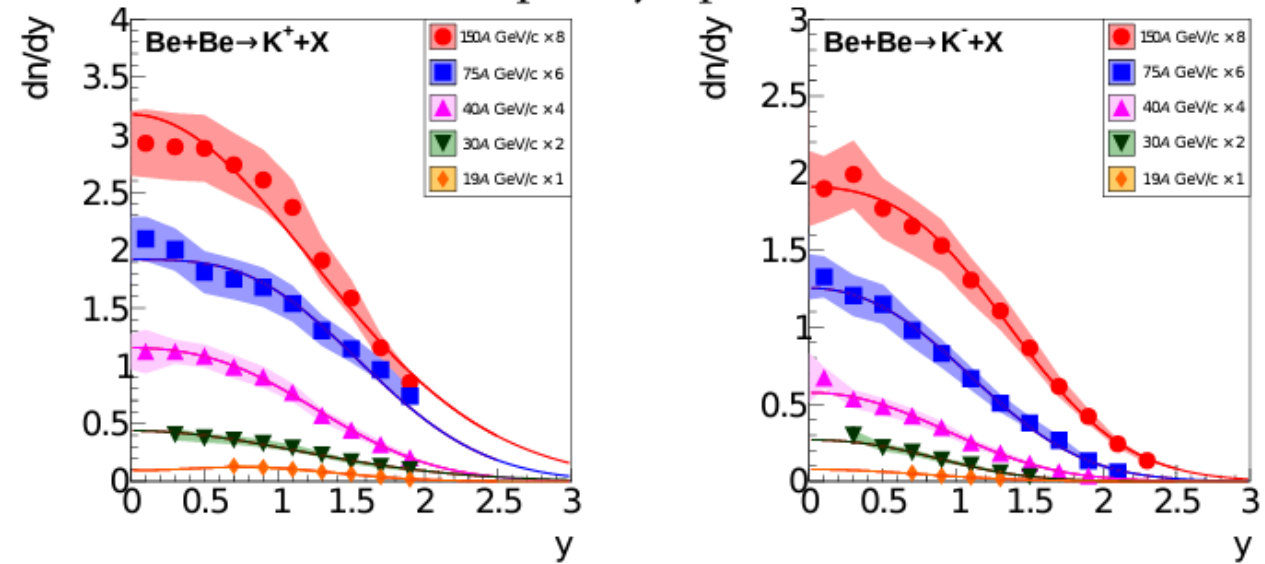 dn/dy
4
3.5
3
2.5
2
1.5
1
0.5
0
Be+Be→K⁺+X
150A GeV/c ×8
75A GeV/c ×6
40A GeV/c ×4
30A GeV/c ×2
19A GeV/c ×1
0 0.5 1 1.5 2 2.5 3
y
dn/dy
3
2.5
2
1.5
1
0.5
0
Be+Be→K⁻+X
150A GeV/c ×8
75A GeV/c ×6
40A GeV/c ×4
30A GeV/c ×2
19A GeV/c ×1
0 0.5 1 1.5 2 2.5 3
y